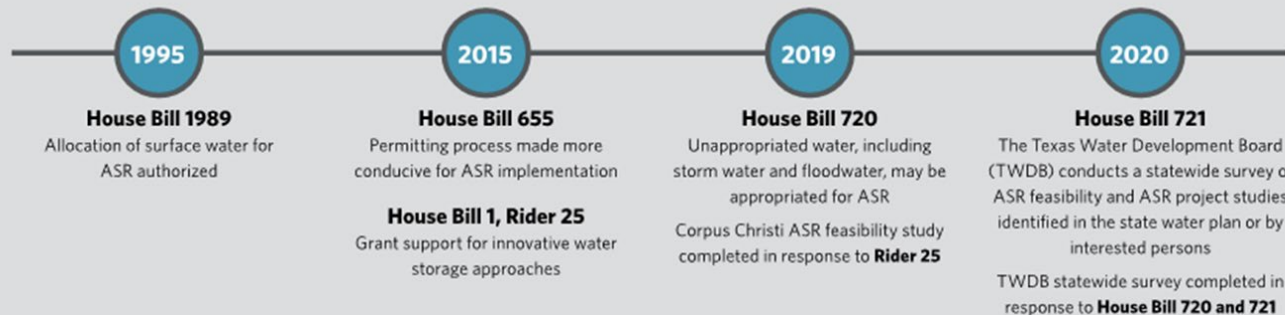 1995
House Bill 1989
Allocation of surface water for
ASR authorized
2015
House Bill 655
Permitting process made more
conducive for ASR implementation
House Bill 1, Rider 25
Grant support for innovative water
storage approaches
2019
House Bill 720
Unappropriated water, including
storm water and floodwater, may be
appropriated for ASR
Corpus Christi ASR feasibility study
completed in response to Rider 25
2020
House Bill 721
The Texas Water Development Board
(TWDB) conducts a statewide survey
ASR feasibility and ASR project studies
identified in the state water plan or by
interested persons
TWDB statewide survey completed in
response to House Bill 720 and 721